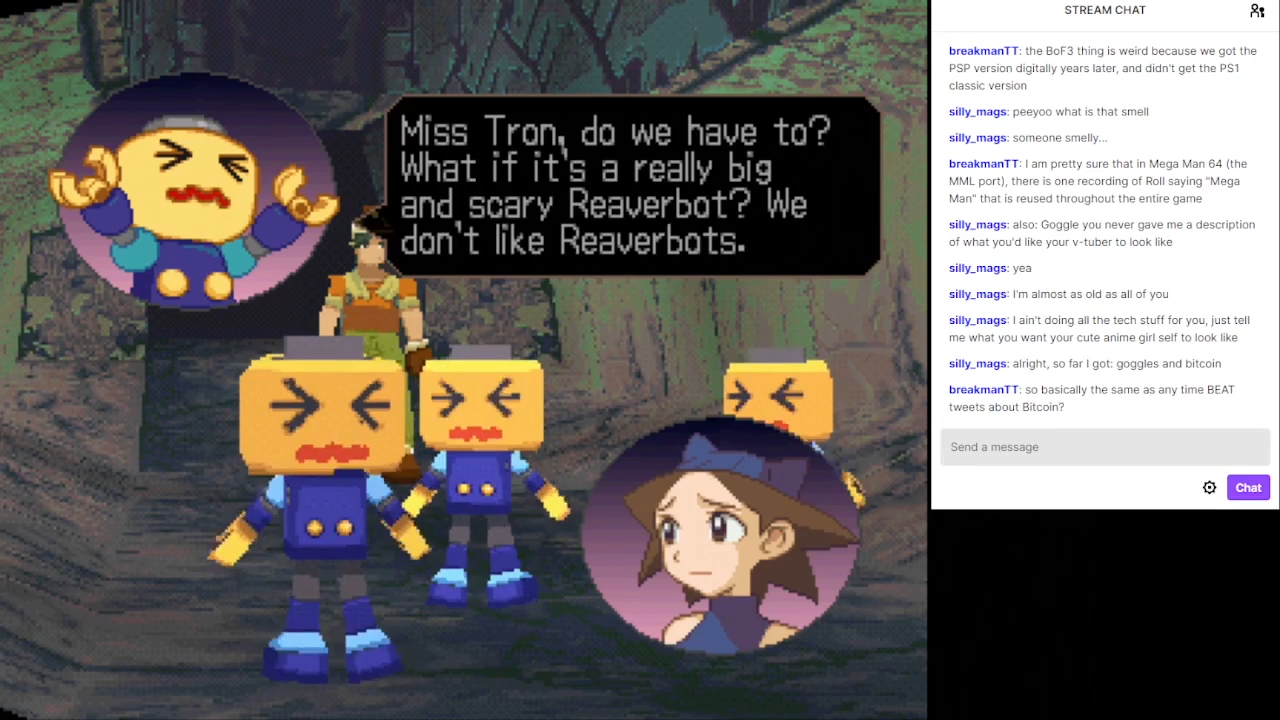 Miss Tron, do we have to?
What if it's a really big
and scary Reaverbot? We
don't like Reaverbots.
STREAM CHAT
breakmanTT: the BoF3 thing is weird because we got the
PSP version digitally years later, and didn't get the PS1
classic version
silly_mags: peeyoo what is that smell
silly_mags: someone smelly...
breakmanTT: I am pretty sure that in Mega Man 64 (the
MML port), there is one recording of Roll saying "Mega
Man" that is reused throughout the entire game
silly_mags: also: Goggle you never gave me a description
of what you'd like your v-tuber to look like
silly_mags: yea
silly_mags: I'm almost as old as all of you
silly_mags: I ain't doing all the tech stuff for you, just tell
me what you want your cute anime girl self to look like
silly_mags: alright, so far I got: goggles and bitcoin
breakmanTT: so basically the same as any time BEAT
tweets about Bitcoin?
Send a message
Chat